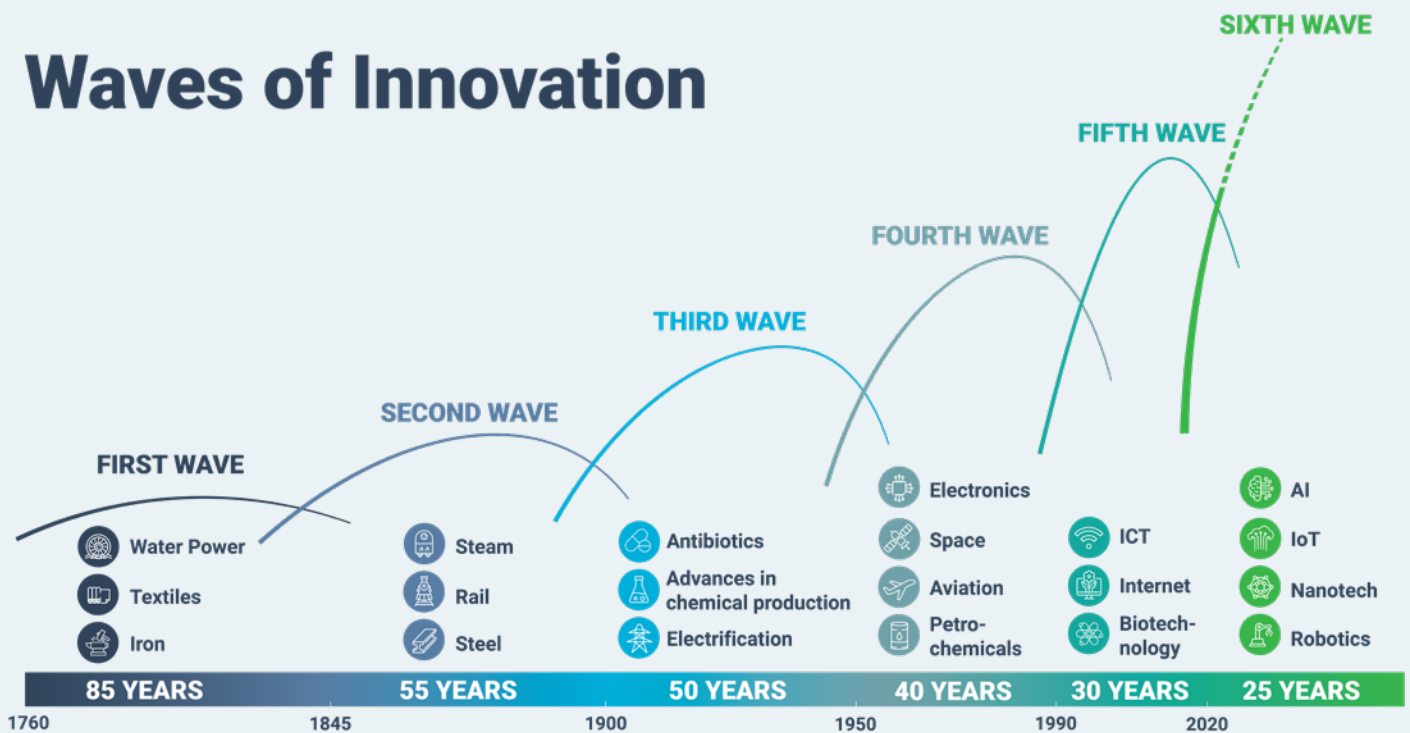 SIXTH WAVE
Waves of Innovation
FIFTH WAVE
FOURTH WAVE
THIRD WAVE
SECOND WAVE
FIRST WAVE
Water Power
Textiles
Iron
Steam
Rail
Steel
Antibiotics
Advances in
chemical production
Electrification
Electronics
Space
Aviation
Petro-
chemicals
ICT
Internet
Biotech-
nology
AI
IoT
Nanotech
Robotics
85 YEARS
55 YEARS
50 YEARS
40 YEARS
30 YEARS
25 YEARS
1760
1845
1900
1950
1990
2020